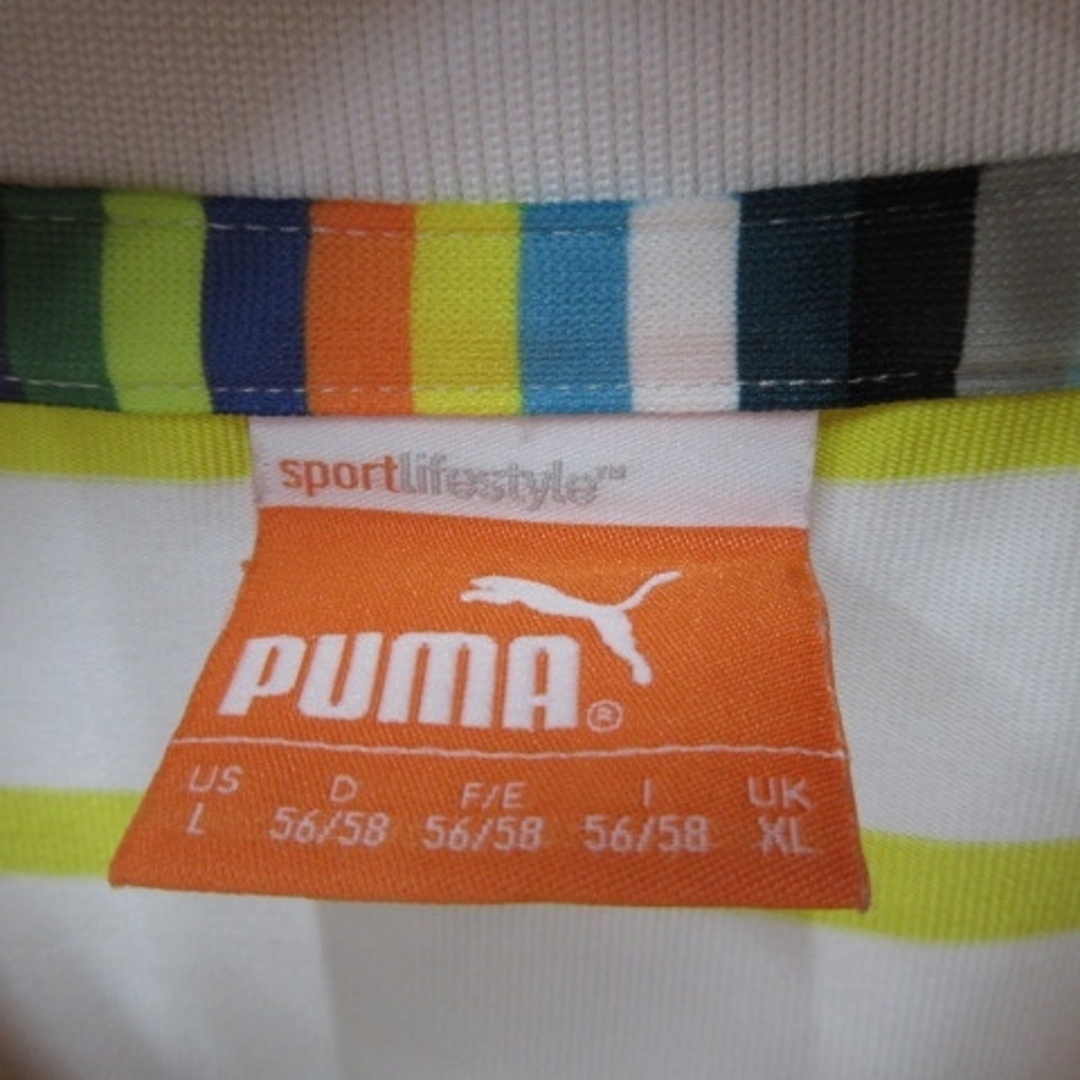 sportlifestyle™
PUMA®
US D F/E I UK
L 56/58 56/58 56/58 XL